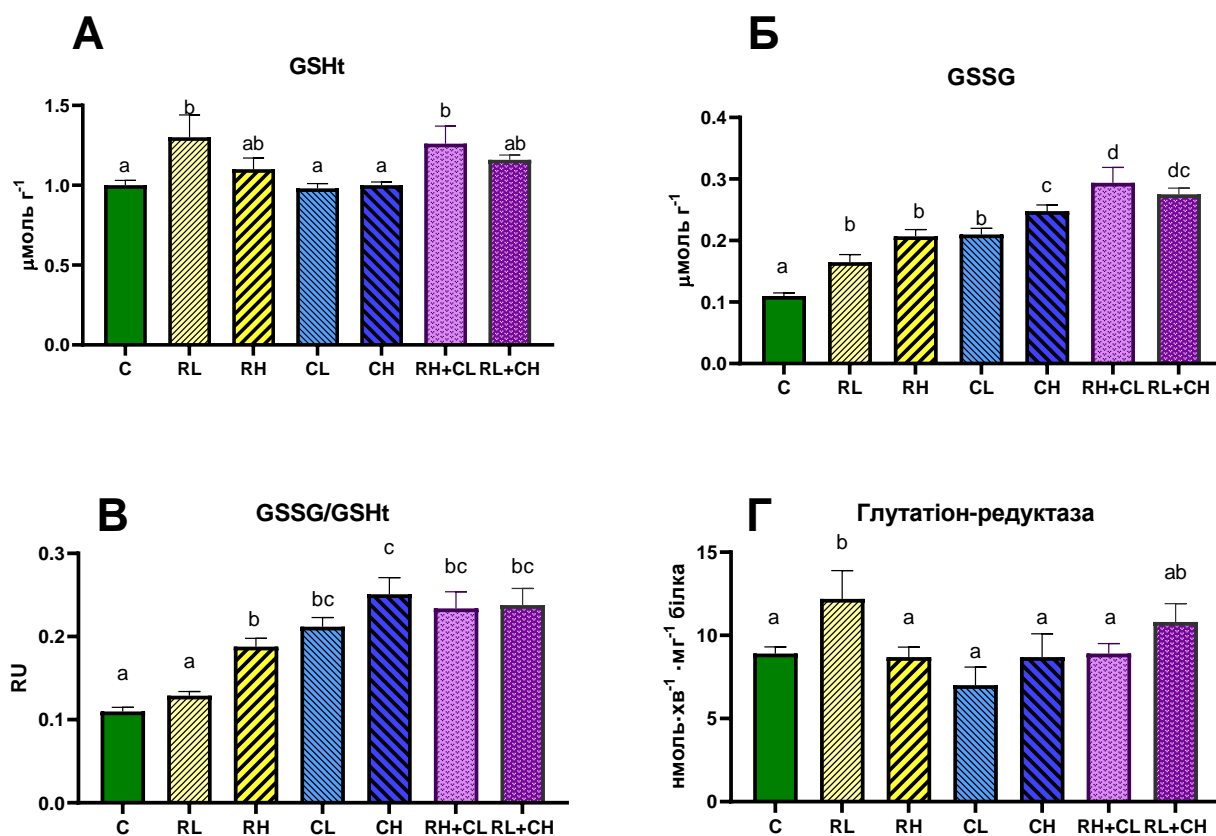 А
GSHt
μмоль г⁻¹
1.5
1.0
0.5
0.0
a
b
ab
a
a
b
ab
C RL RH CL CH RH+CL RL+CH
Б
GSSG
μмоль г⁻¹
0.4
0.3
0.2
0.1
0.0
a
b
b
b
c
d
dc
C RL RH CL CH RH+CL RL+CH
В
GSSG/GSHt
RU
0.3
0.2
0.1
0.0
a
a
b
bc
c
bc
bc
C RL RH CL CH RH+CL RL+CH
Г
Глутатіон-редуктаза
нмоль·хв⁻¹ ·мг⁻¹ білка
15
10
5
0
a
b
a
a
a
a
ab
C RL RH CL CH RH+CL RL+CH